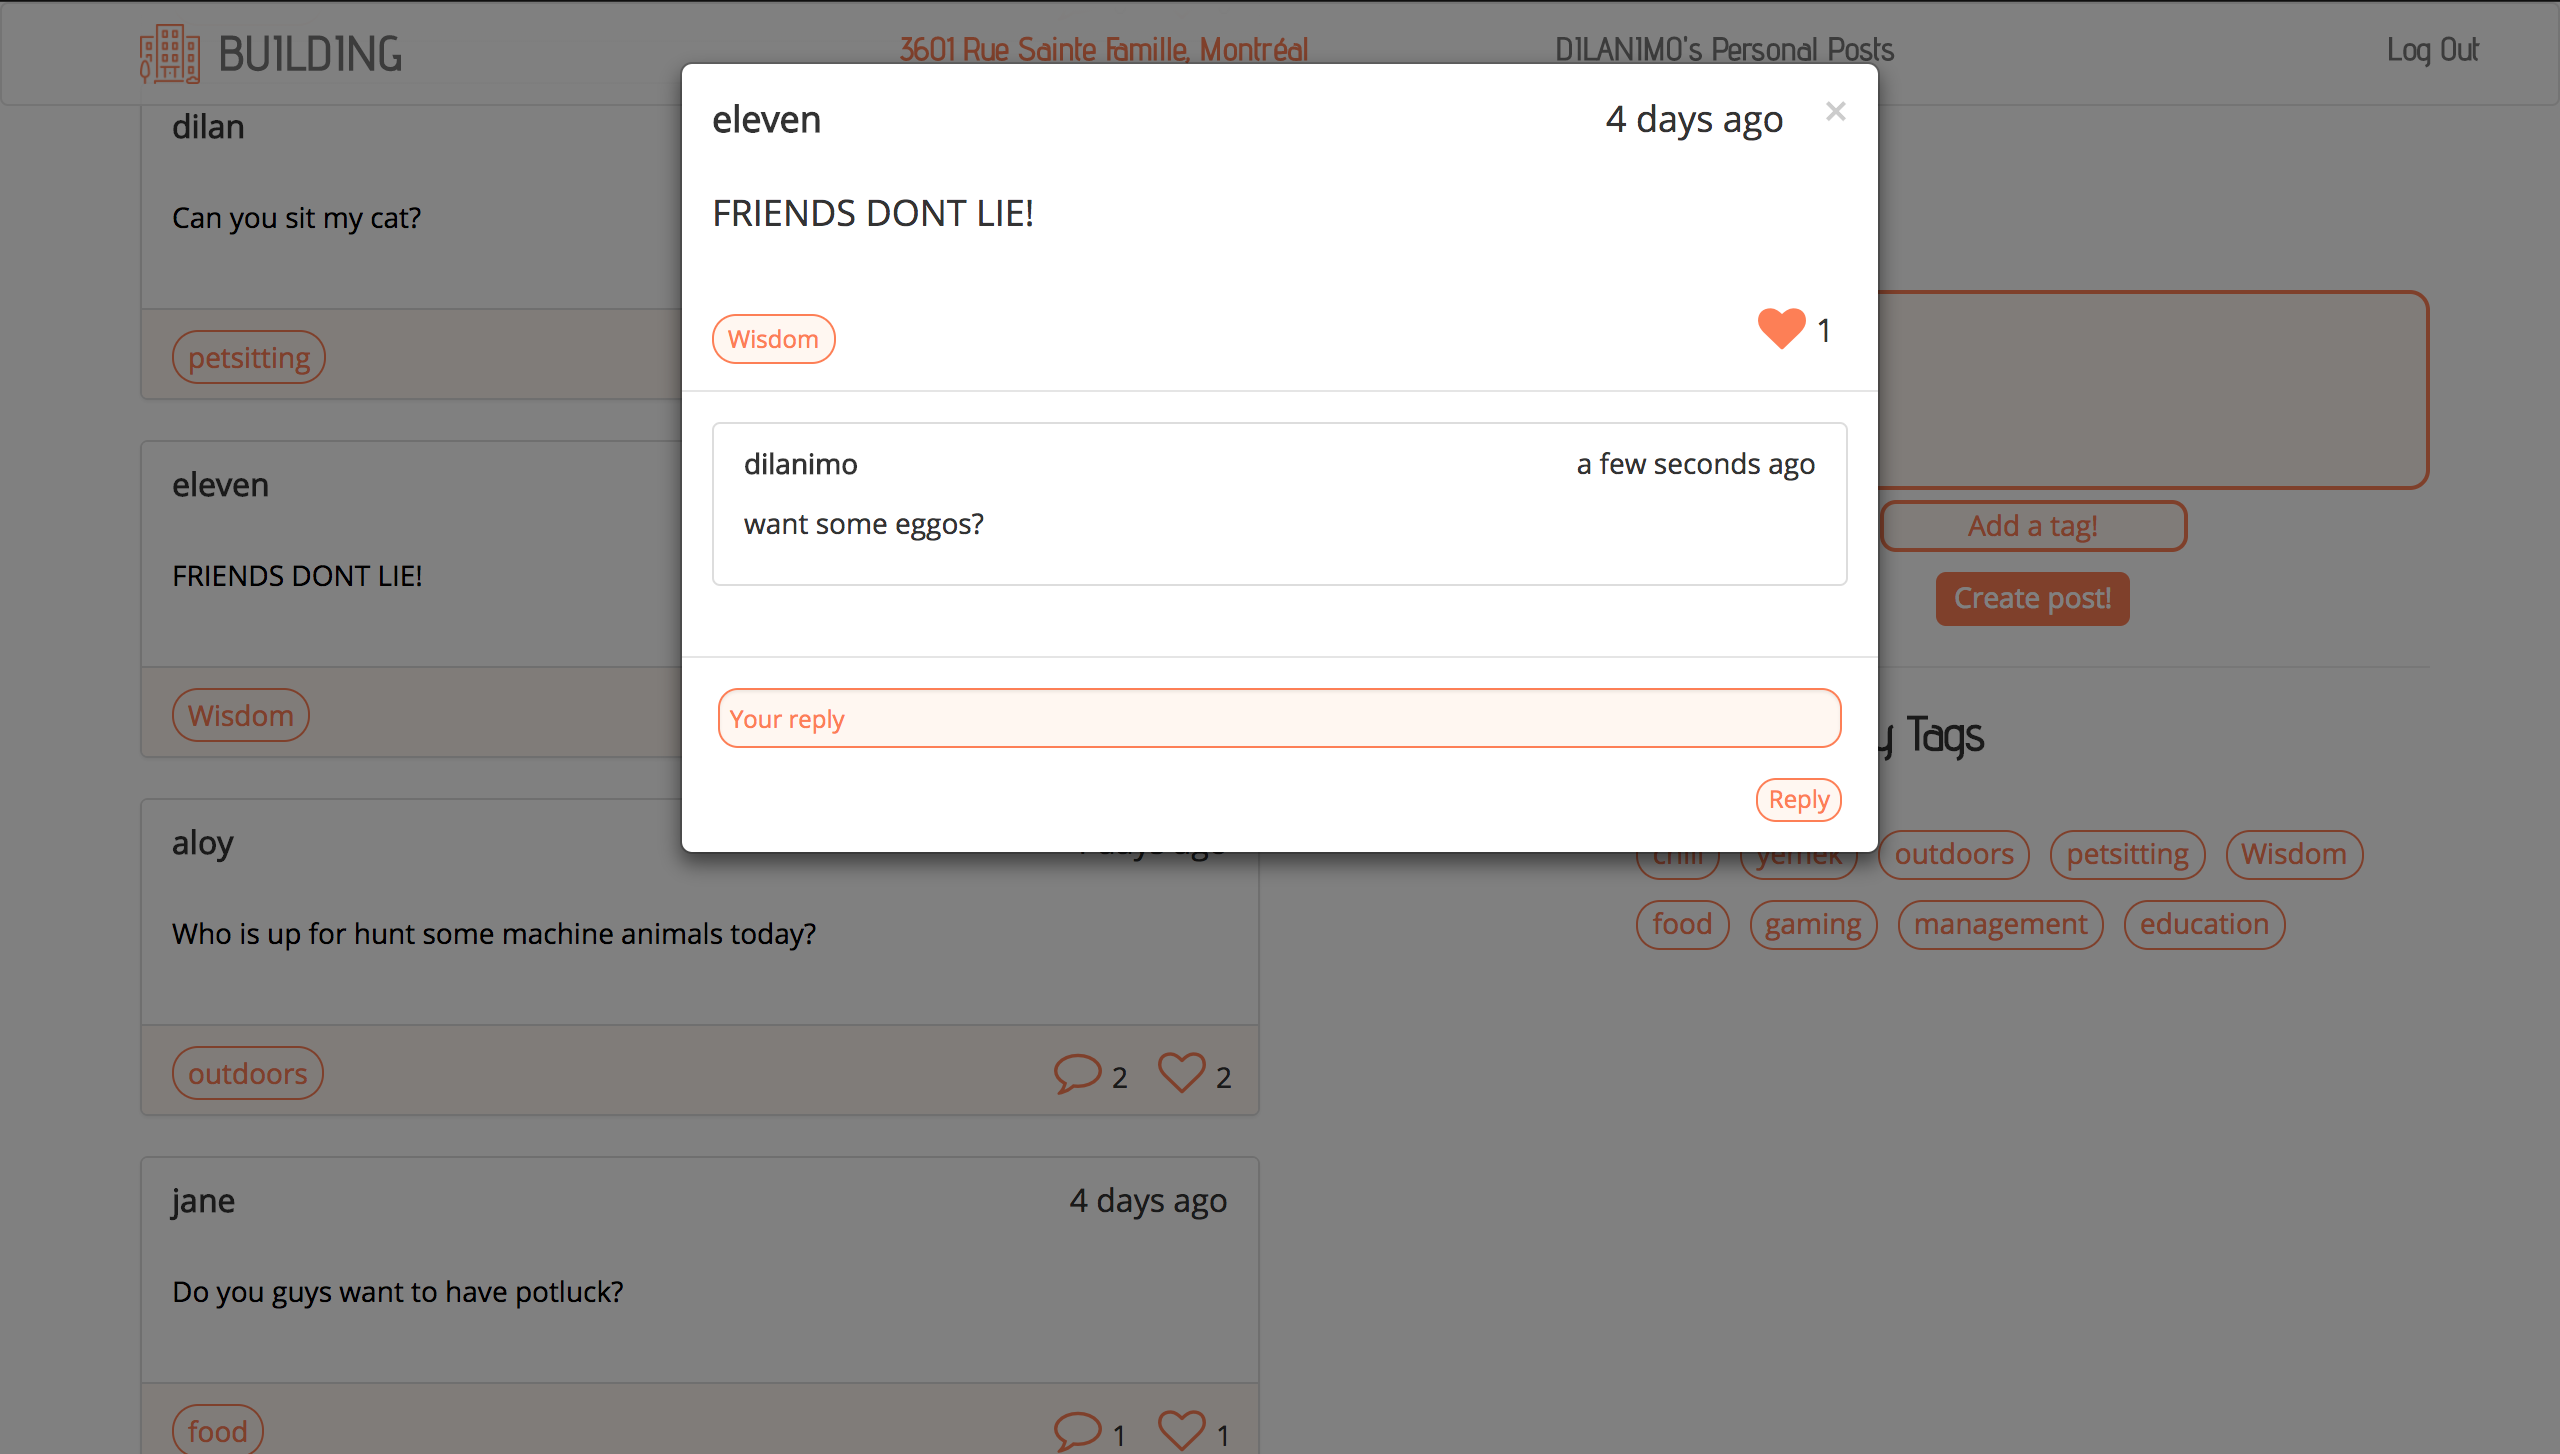 BUILDING
3601 Rue Sainte Famille, Montréal
DILANIMO's Personal Posts
Log Out
dilan
Can you sit my cat?
petsitting
eleven
FRIENDS DONT LIE!
Wisdom
aloy
Who is up for hunt some machine animals today?
outdoors
2
2
jane
4 days ago
Do you guys want to have potluck?
food
1
1
eleven
4 days ago
×
FRIENDS DONT LIE!
Wisdom
1
dilanimo
a few seconds ago
want some eggos?
Your reply
Reply
Add a tag!
Create post!
Tags
chill
yemek
outdoors
petsitting
Wisdom
food
gaming
management
education